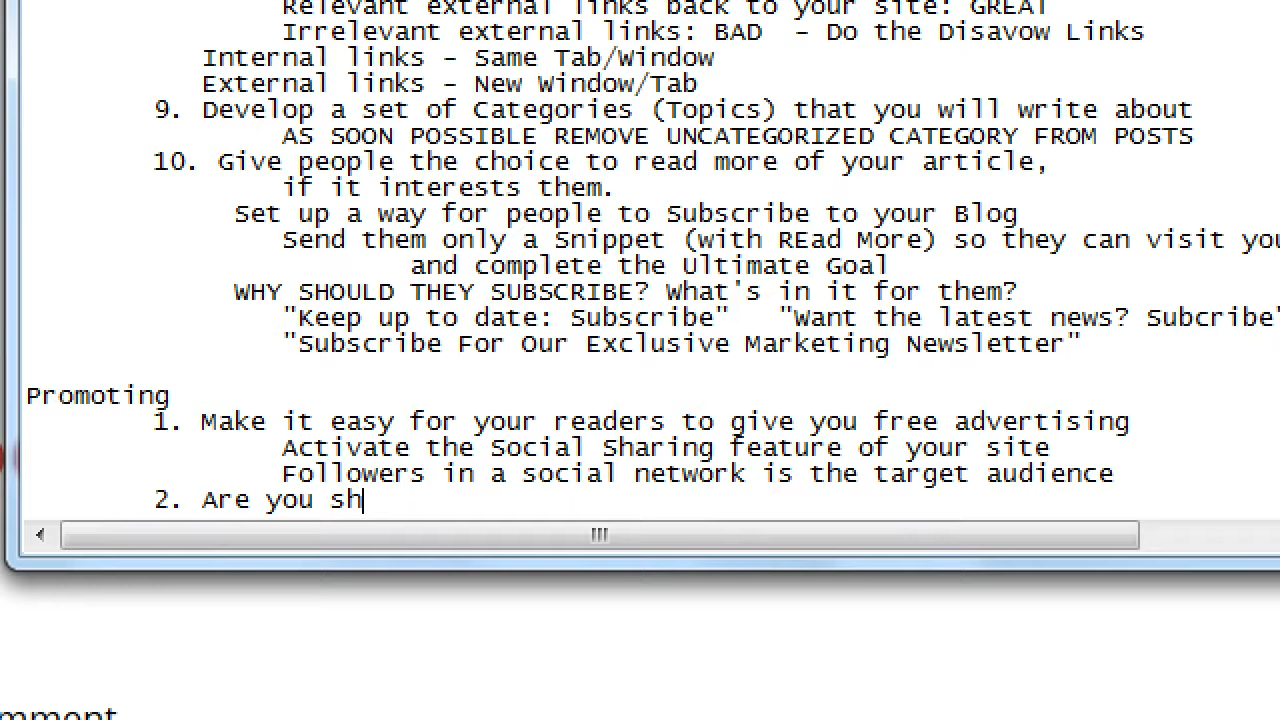 Relevant external links back to your site: GREAT
Irrelevant external links: BAD  - Do the Disavow Links
Internal links - Same Tab/Window
External links - New Window/Tab
9. Develop a set of Categories (Topics) that you will write about
AS SOON POSSIBLE REMOVE UNCATEGORIZED CATEGORY FROM POSTS
10. Give people the choice to read more of your article,
if it interests them.
Set up a way for people to Subscribe to your Blog
Send them only a Snippet (with REad More) so they can visit
and complete the Ultimate Goal
WHY SHOULD THEY SUBSCRIBE? What's in it for them?
"Keep up to date: Subscribe"   "Want the latest news? Subcribe"
"Subscribe For Our Exclusive Marketing Newsletter"
Promoting
1. Make it easy for your readers to give you free advertising
Activate the Social Sharing feature of your site
Followers in a social network is the target audience
2. Are you sh